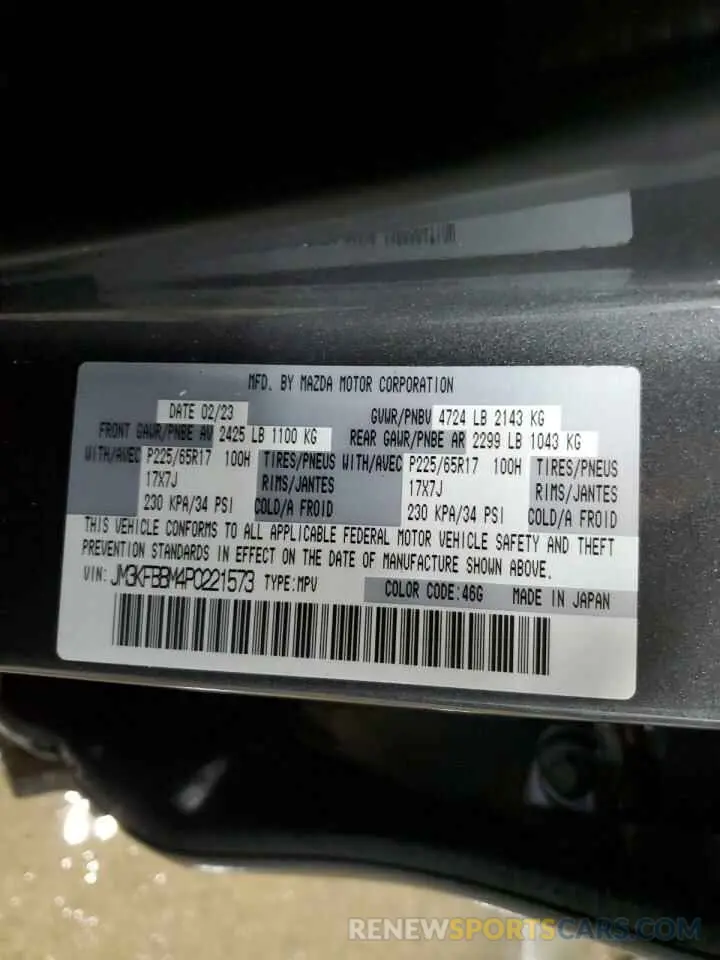 MFD. BY MAZDA MOTOR CORPORATION
DATE 02/23 GVWR/PNBV 4724 LB 2143 KG
FRONT GAWR/PNBE AV 2425 LB 1100 KG REAR GAWR/PNBE AR 2299 LB 1043 KG
WITH/AVEC P225/65R17 100H TIRES/PNEUS WITH/AVEC P225/65R17 100H TIRES/PNEUS
17X7J RIMS/JANTES 17X7J RIMS/JANTES
230 KPA/34 PSI COLD/A FROID 230 KPA/34 PSI COLD/A FROID
THIS VEHICLE CONFORMS TO ALL APPLICABLE FEDERAL MOTOR VEHICLE SAFETY AND THEFT
PREVENTION STANDARDS IN EFFECT ON THE DATE OF MANUFACTURE SHOWN ABOVE.
VIN: JM3KFBBM4P0221573 TYPE:MPV COLOR CODE:46G MADE IN JAPAN
RENEWSPORTSCARS.COM